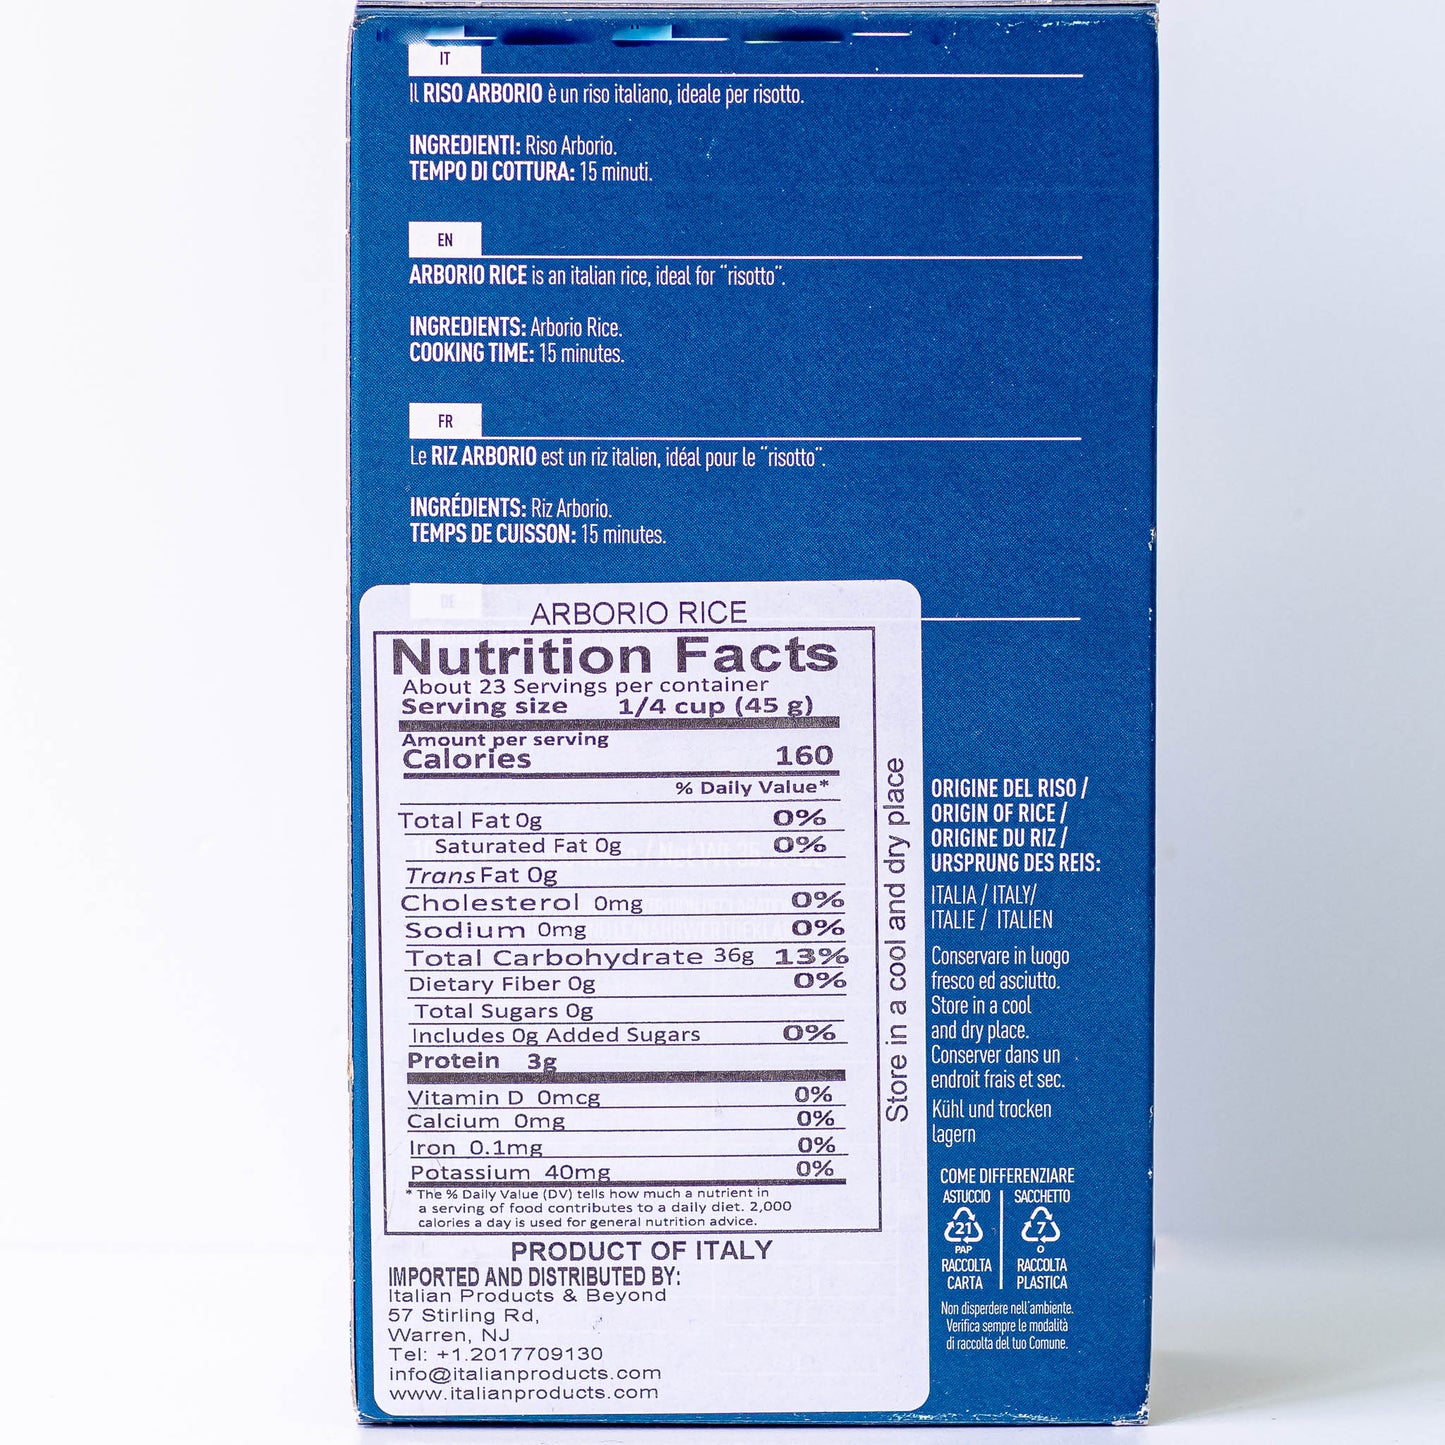 IT
Il RISO ARBORIO è un riso italiano, ideale per risotto.
INGREDIENTI: Riso Arborio.
TEMPO DI COTTURA: 15 minuti.
EN
ARBORIO RICE is an italian rice, ideal for “risotto”.
INGREDIENTS: Arborio Rice.
COOKING TIME: 15 minutes.
FR
Le RIZ ARBORIO est un riz italien, idéal pour le “risotto”.
INGRÉDIENTS: Riz Arborio.
TEMPS DE CUISSON: 15 minutes.
DE
ARBORIO RICE
Nutrition Facts
About 23 Servings per container
Serving size 1/4 cup (45 g)
Amount per serving
Calories 160
% Daily Value*
Total Fat 0g 0%
Saturated Fat 0g 0%
Trans Fat 0g
Cholesterol 0mg 0%
Sodium 0mg 0%
Total Carbohydrate 36g 13%
Dietary Fiber 0g 0%
Total Sugars 0g
Includes 0g Added Sugars 0%
Protein 3g
Vitamin D 0mcg 0%
Calcium 0mg 0%
Iron 0.1mg 0%
Potassium 40mg 0%
* The % Daily Value (DV) tells how much a nutrient in
a serving of food contributes to a daily diet. 2,000
calories a day is used for general nutrition advice.
Store in a cool and dry place
PRODUCT OF ITALY
IMPORTED AND DISTRIBUTED BY:
Italian Products & Beyond
57 Stirling Rd,
Warren, NJ
Tel: +1.2017709130
info@italianproducts.com
www.italianproducts.com
ORIGINE DEL RISO /
ORIGIN OF RICE /
ORIGINE DU RIZ /
URSPRUNG DES REIS:
ITALIA / ITALY/
ITALIE / ITALIEN
Conservare in luogo
fresco ed asciutto.
Store in a cool
and dry place.
Conserver dans un
endroit frais et sec.
Kühl und trocken
lagern
COME DIFFERENZIARE
ASTUCCIO SACCHETTO
21 7
PAP O
RACCOLTA RACCOLTA
CARTA PLASTICA
Non disperdere nell'ambiente.
Verifica sempre le modalità
di raccolta del tuo Comune.